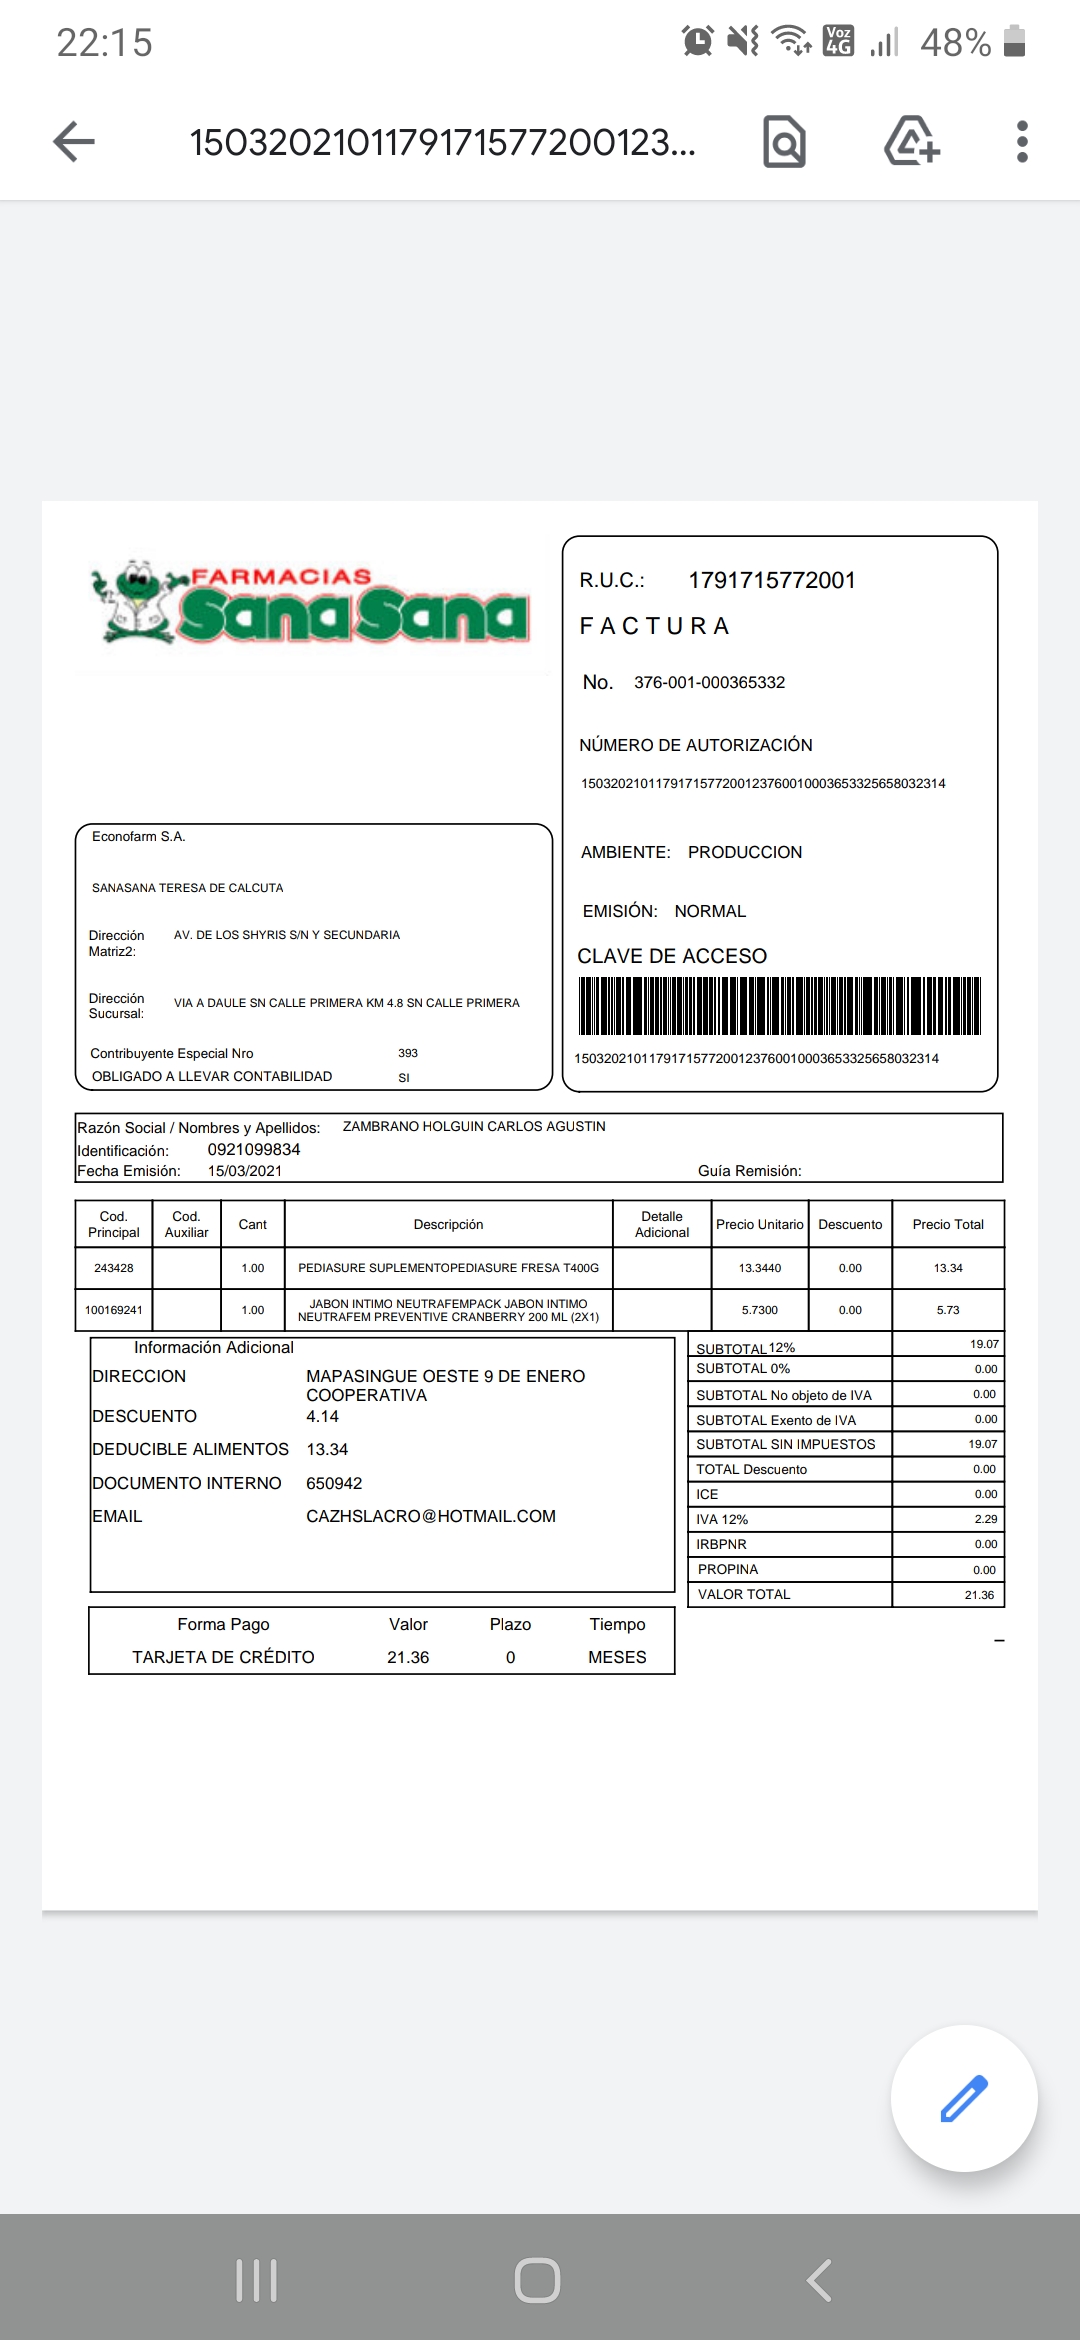 22:15
Voz 4G
48%
15032021011791715772001​23...
FARMACIAS
SanaSana
R.U.C.: 1791715772001
FACTURA
No. 376-001-000365332
NÚMERO DE AUTORIZACIÓN
1503202101179171577200123760010003653325658032314
AMBIENTE: PRODUCCION
EMISIÓN: NORMAL
CLAVE DE ACCESO
1503202101179171577200123760010003653325658032314
Econofarm S.A.
SANASANA TERESA DE CALCUTA
Dirección Matriz2: AV. DE LOS SHYRIS S/N Y SECUNDARIA
Dirección Sucursal: VIA A DAULE SN CALLE PRIMERA KM 4.8 SN CALLE PRIMERA
Contribuyente Especial Nro 393
OBLIGADO A LLEVAR CONTABILIDAD SI
Razón Social / Nombres y Apellidos: ZAMBRANO HOLGUIN CARLOS AGUSTIN
Identificación: 0921099834
Fecha Emisión: 15/03/2021 Guía Remisión:
Cod. Principal Cod. Auxiliar Cant Descripción Detalle Adicional Precio Unitario Descuento Precio Total
243428 1.00 PEDIASURE SUPLEMENTOPEDIASURE FRESA T400G 13.3440 0.00 13.34
100169241 1.00 JABON INTIMO NEUTRAFEMPACK JABON INTIMO NEUTRAFEM PREVENTIVE CRANBERRY 200 ML (2X1) 5.7300 0.00 5.73
Información Adicional
DIRECCION MAPASINGUE OESTE 9 DE ENERO
COOPERATIVA
DESCUENTO 4.14
DEDUCIBLE ALIMENTOS 13.34
DOCUMENTO INTERNO 650942
EMAIL CAZHSLACRO@HOTMAIL.COM
SUBTOTAL 12% 19.07
SUBTOTAL 0% 0.00
SUBTOTAL No objeto de IVA 0.00
SUBTOTAL Exento de IVA 0.00
SUBTOTAL SIN IMPUESTOS 19.07
TOTAL Descuento 0.00
ICE 0.00
IVA 12% 2.29
IRBPNR 0.00
PROPINA 0.00
VALOR TOTAL 21.36
Forma Pago Valor Plazo Tiempo
TARJETA DE CRÉDITO 21.36 0 MESES